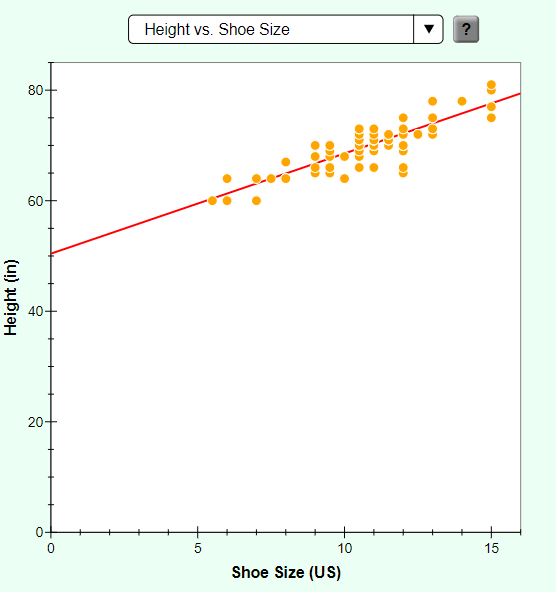 Height vs. Shoe Size ▼ ?
80
60
40
20
0
Height (in)
0 5 10 15
Shoe Size (US)